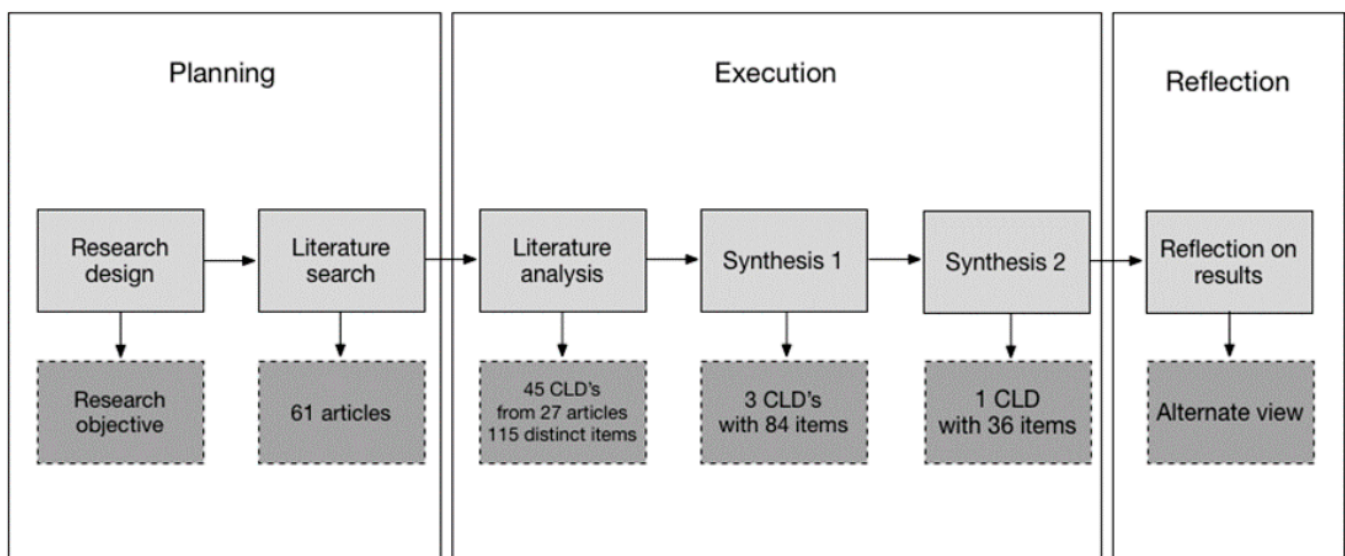 Planning
Execution
Reflection
Research
design
Literature
search
Literature
analysis
Synthesis 1
Synthesis 2
Reflection on
results
Research
objective
61 articles
45 CLD's
from 27 articles
115 distinct items
3 CLD's
with 84 items
1 CLD
with 36 items
Alternate view